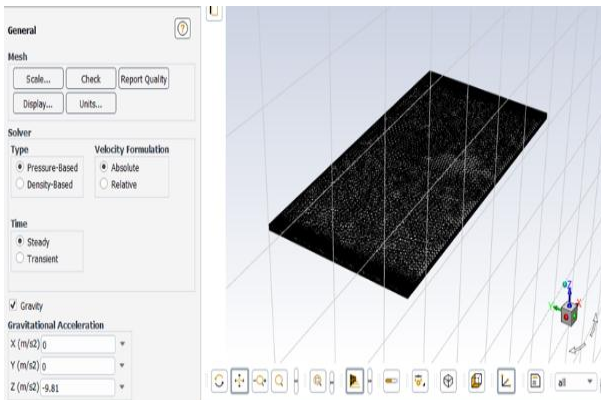 General
?
Mesh
Scale... Check Report Quality
Display... Units...
Solver
Type Velocity Formulation
Pressure-Based Absolute
Density-Based Relative
Time
Steady
Transient
Gravity
Gravitational Acceleration
X (m/s2) 0
Y (m/s2) 0
Z (m/s2) -9.81
Z
Y X
all